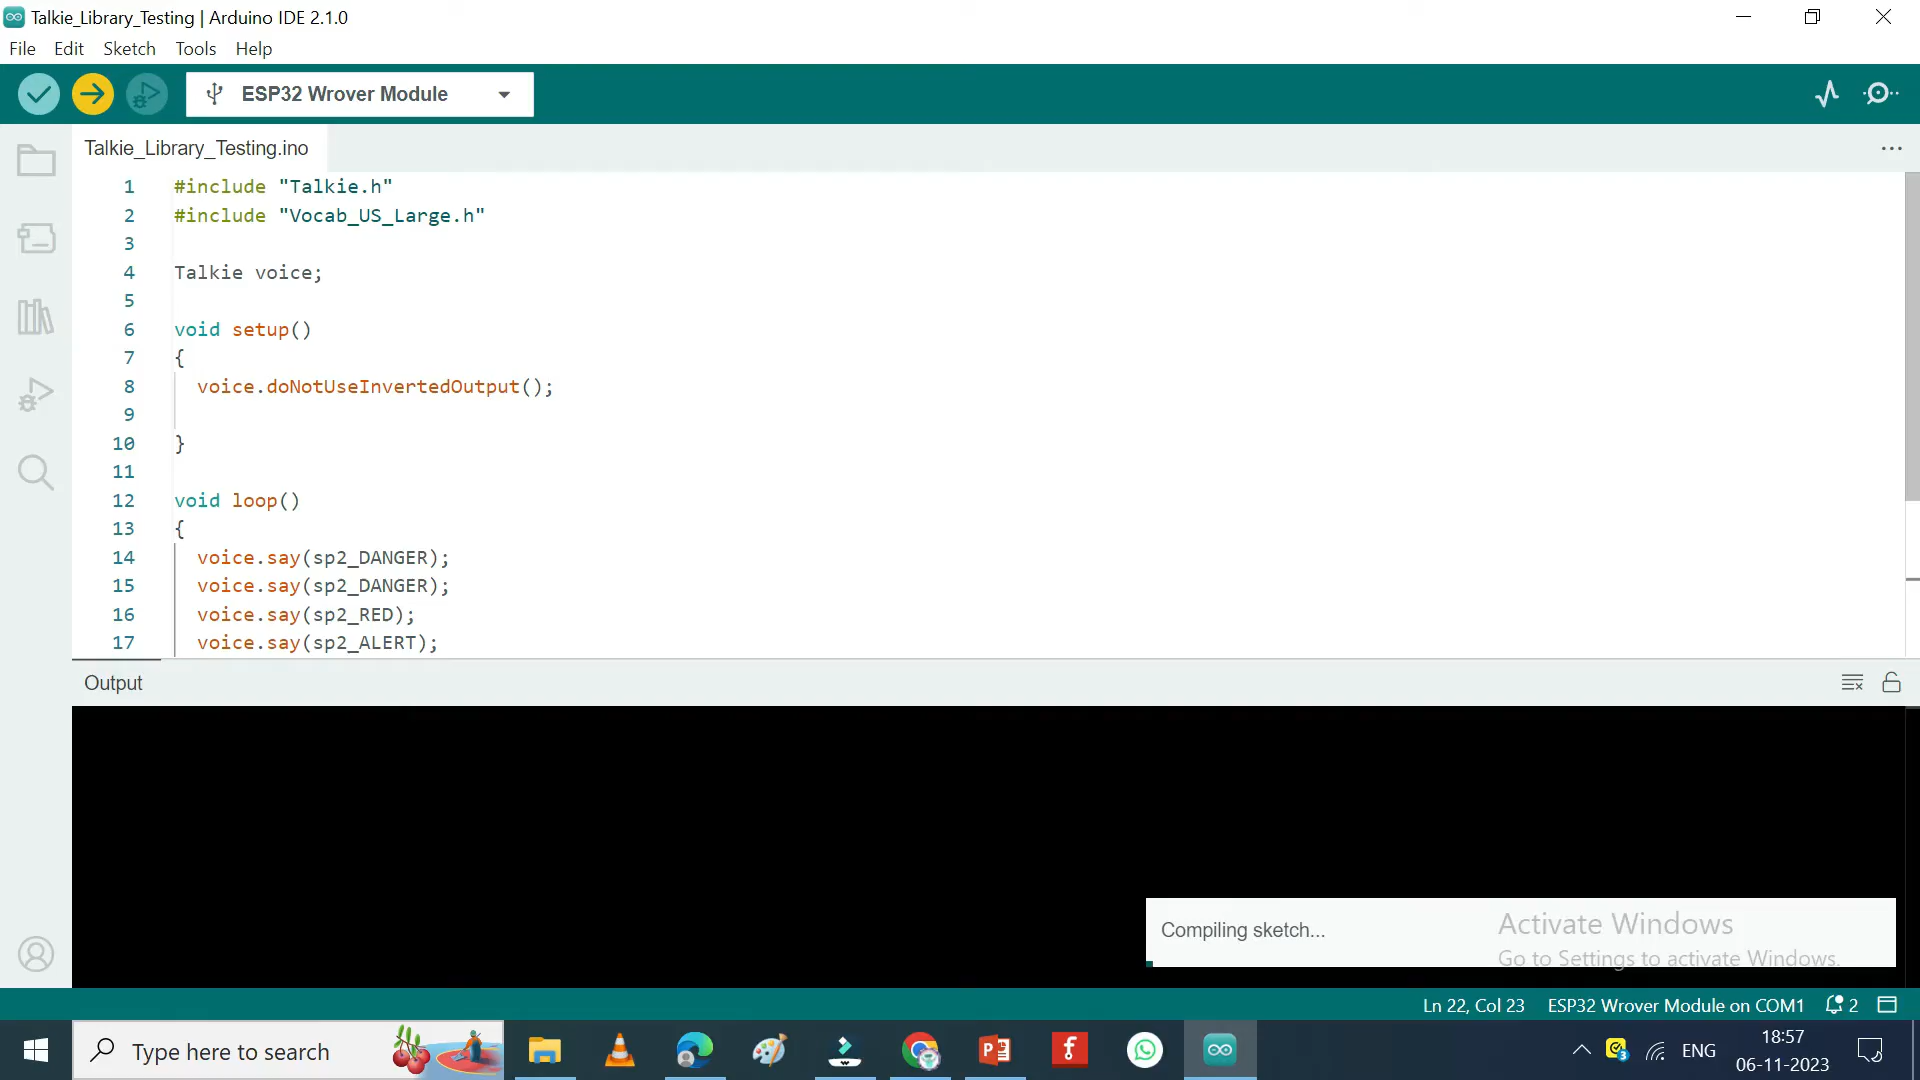 Talkie_Library_Testing | Arduino IDE 2.1.0
File Edit Sketch Tools Help
ESP32 Wrover Module
Talkie_Library_Testing.ino
1 #include "Talkie.h"
2 #include "Vocab_US_Large.h"
3
4 Talkie voice;
5
6 void setup()
7 {
8 voice.doNotUseInvertedOutput();
9
10 }
11
12 void loop()
13 {
14 voice.say(sp2_DANGER);
15 voice.say(sp2_DANGER);
16 voice.say(sp2_RED);
17 voice.say(sp2_ALERT);
Output
Compiling sketch...
Activate Windows
Go to Settings to activate Windows.
Ln 22, Col 23 ESP32 Wrover Module on COM1 2
Type here to search
ENG
18:57
06-11-2023